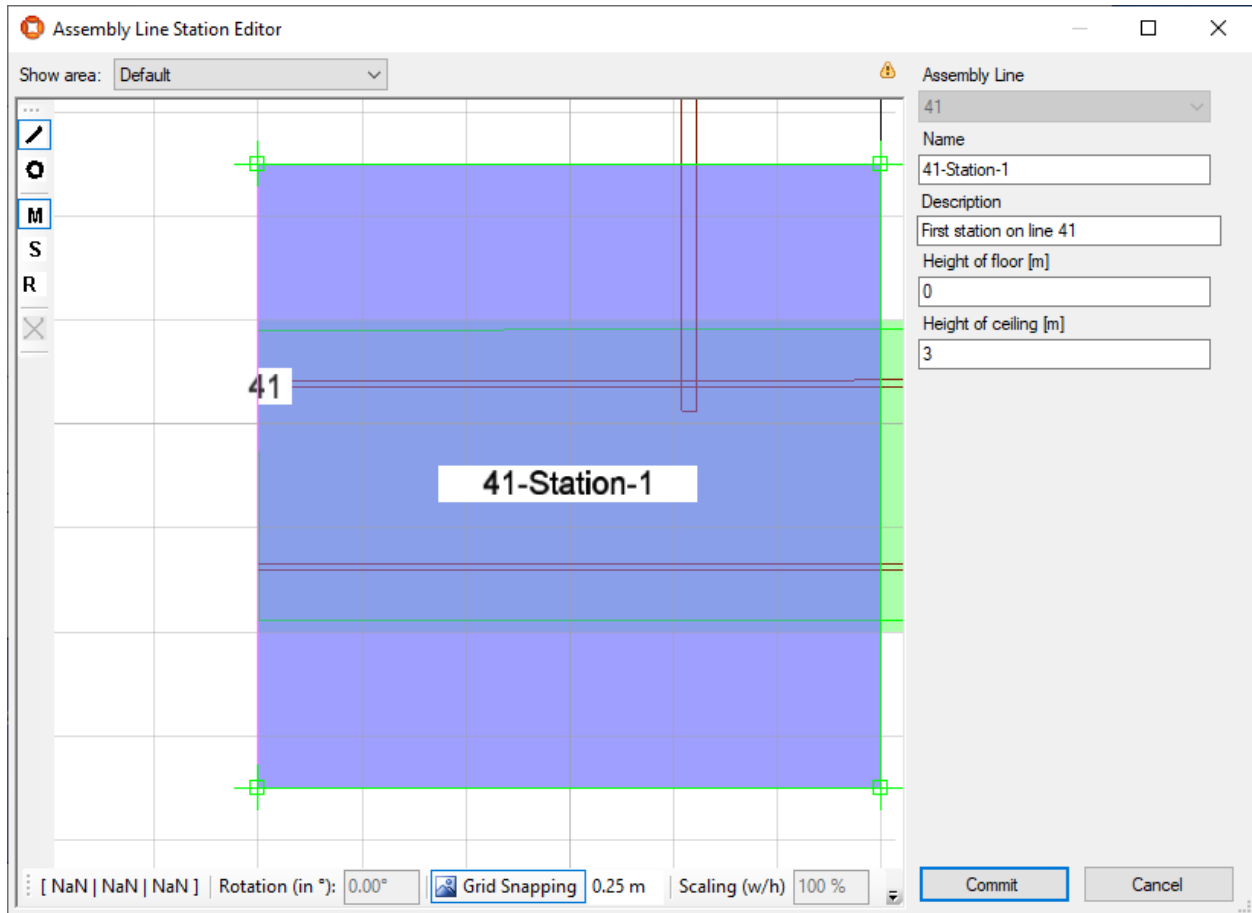 Assembly Line Station Editor
Show area: Default
M
S
R
41
41-Station-1
[ NaN | NaN | NaN ] Rotation (in °): 0.00° Grid Snapping 0.25 m Scaling (w/h) 100 %
Assembly Line
41
Name
41-Station-1
Description
First station on line 41
Height of floor [m]
0
Height of ceiling [m]
3
Commit Cancel